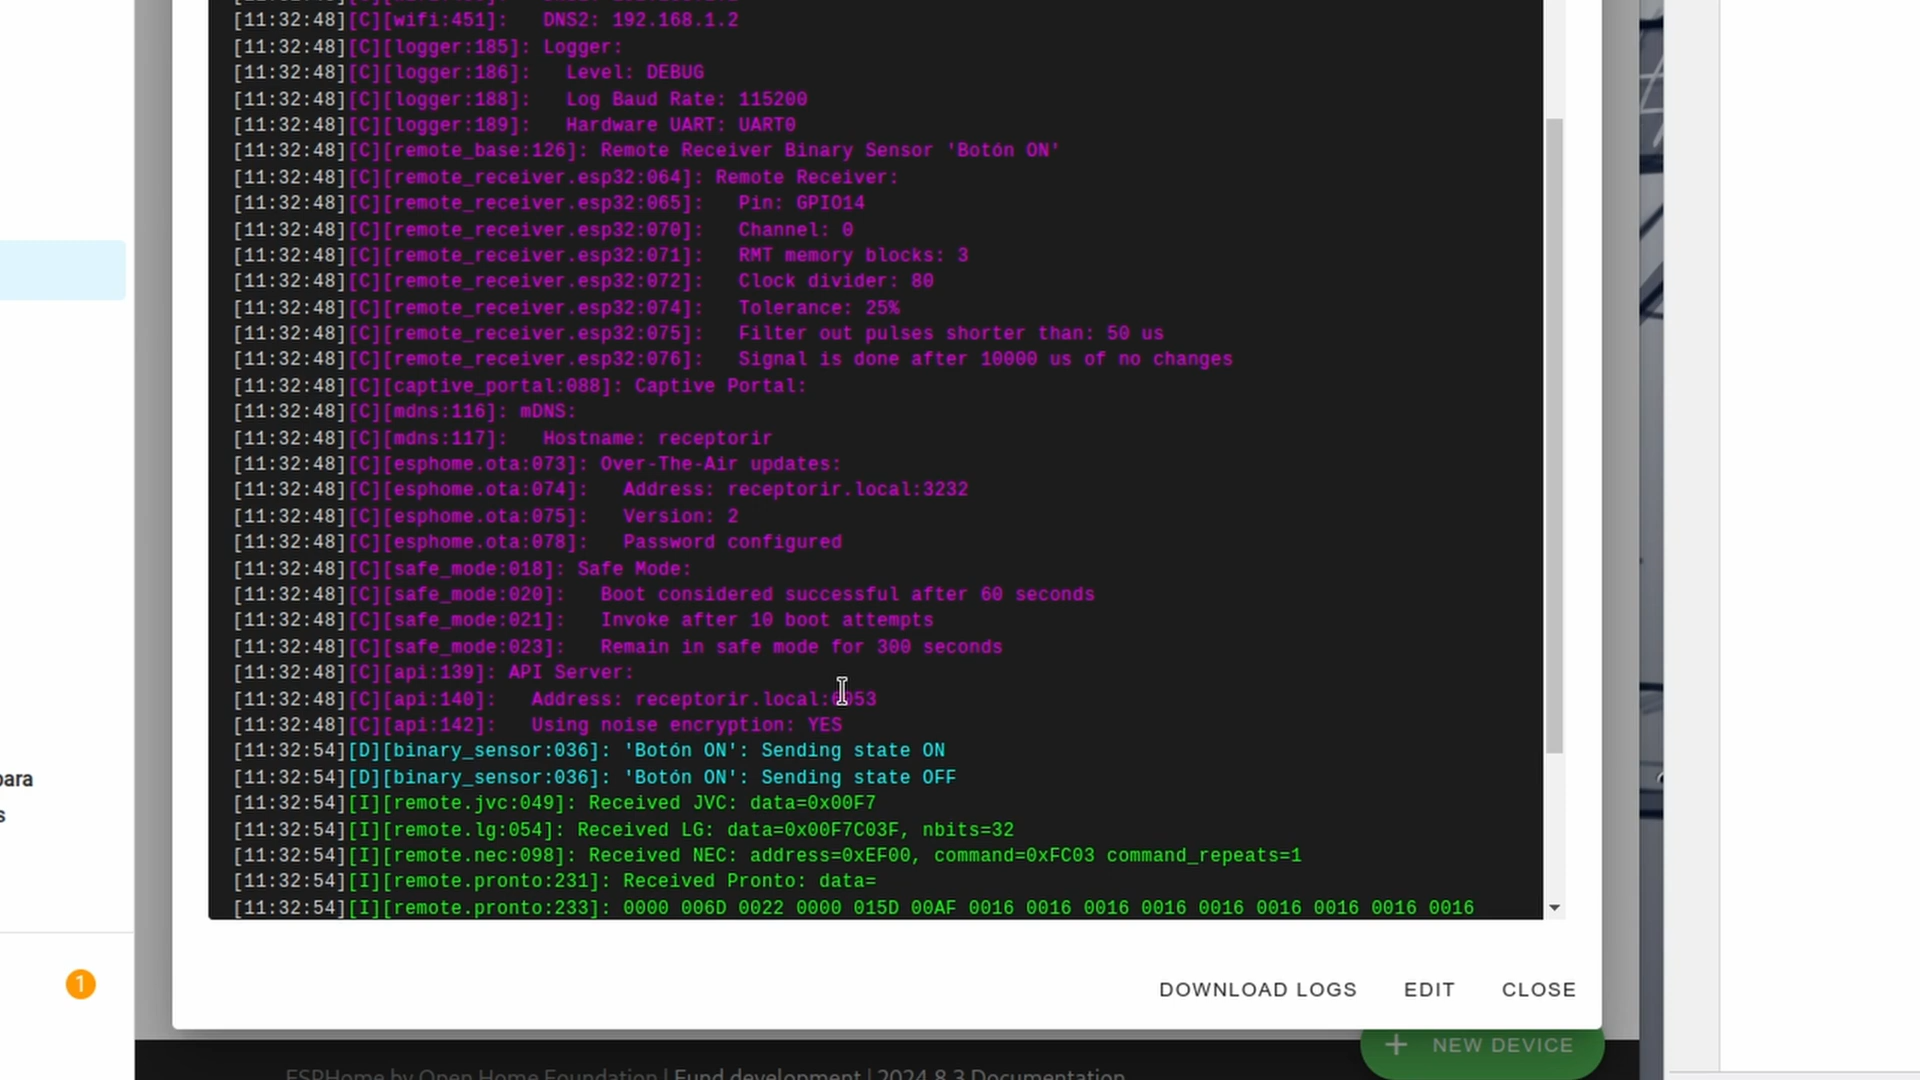 [11:32:48][C][wifi:451]:   DNS2: 192.168.1.2
[11:32:48][C][logger:185]: Logger:
[11:32:48][C][logger:186]:   Level: DEBUG
[11:32:48][C][logger:188]:   Log Baud Rate: 115200
[11:32:48][C][logger:189]:   Hardware UART: UART0
[11:32:48][C][remote_base:126]: Remote Receiver Binary Sensor 'Botón ON'
[11:32:48][C][remote_receiver.esp32:064]: Remote Receiver:
[11:32:48][C][remote_receiver.esp32:065]:   Pin: GPIO14
[11:32:48][C][remote_receiver.esp32:070]:   Channel: 0
[11:32:48][C][remote_receiver.esp32:071]:   RMT memory blocks: 3
[11:32:48][C][remote_receiver.esp32:072]:   Clock divider: 80
[11:32:48][C][remote_receiver.esp32:074]:   Tolerance: 25%
[11:32:48][C][remote_receiver.esp32:075]:   Filter out pulses shorter than: 50 us
[11:32:48][C][remote_receiver.esp32:076]:   Signal is done after 10000 us of no changes
[11:32:48][C][captive_portal:088]: Captive Portal:
[11:32:48][C][mdns:116]: mDNS:
[11:32:48][C][mdns:117]:   Hostname: receptorir
[11:32:48][C][esphome.ota:073]: Over-The-Air updates:
[11:32:48][C][esphome.ota:074]:   Address: receptorir.local:3232
[11:32:48][C][esphome.ota:075]:   Version: 2
[11:32:48][C][esphome.ota:078]:   Password configured
[11:32:48][C][safe_mode:018]: Safe Mode:
[11:32:48][C][safe_mode:020]:   Boot considered successful after 60 seconds
[11:32:48][C][safe_mode:021]:   Invoke after 10 boot attempts
[11:32:48][C][safe_mode:023]:   Remain in safe mode for 300 seconds
[11:32:48][C][api:139]: API Server:
[11:32:48][C][api:140]:   Address: receptorir.local:6053
[11:32:48][C][api:142]:   Using noise encryption: YES
[11:32:54][D][binary_sensor:036]: 'Botón ON': Sending state ON
[11:32:54][D][binary_sensor:036]: 'Botón ON': Sending state OFF
[11:32:54][I][remote.jvc:049]: Received JVC: data=0x00F7
[11:32:54][I][remote.lg:054]: Received LG: data=0x00F7C03F, nbits=32
[11:32:54][I][remote.nec:098]: Received NEC: address=0xEF00, command=0xFC03 command_repeats=1
[11:32:54][I][remote.pronto:231]: Received Pronto: data=
[11:32:54][I][remote.pronto:233]: 0000 006D 0022 0000 015D 00AF 0016 0016 0016 0016 0016 0016 0016 0016 0016
para
s
1
DOWNLOAD LOGS
EDIT
CLOSE
+ NEW DEVICE
ESPHome by Open Home Foundation | Fund development | 2024.8.3 Documentation